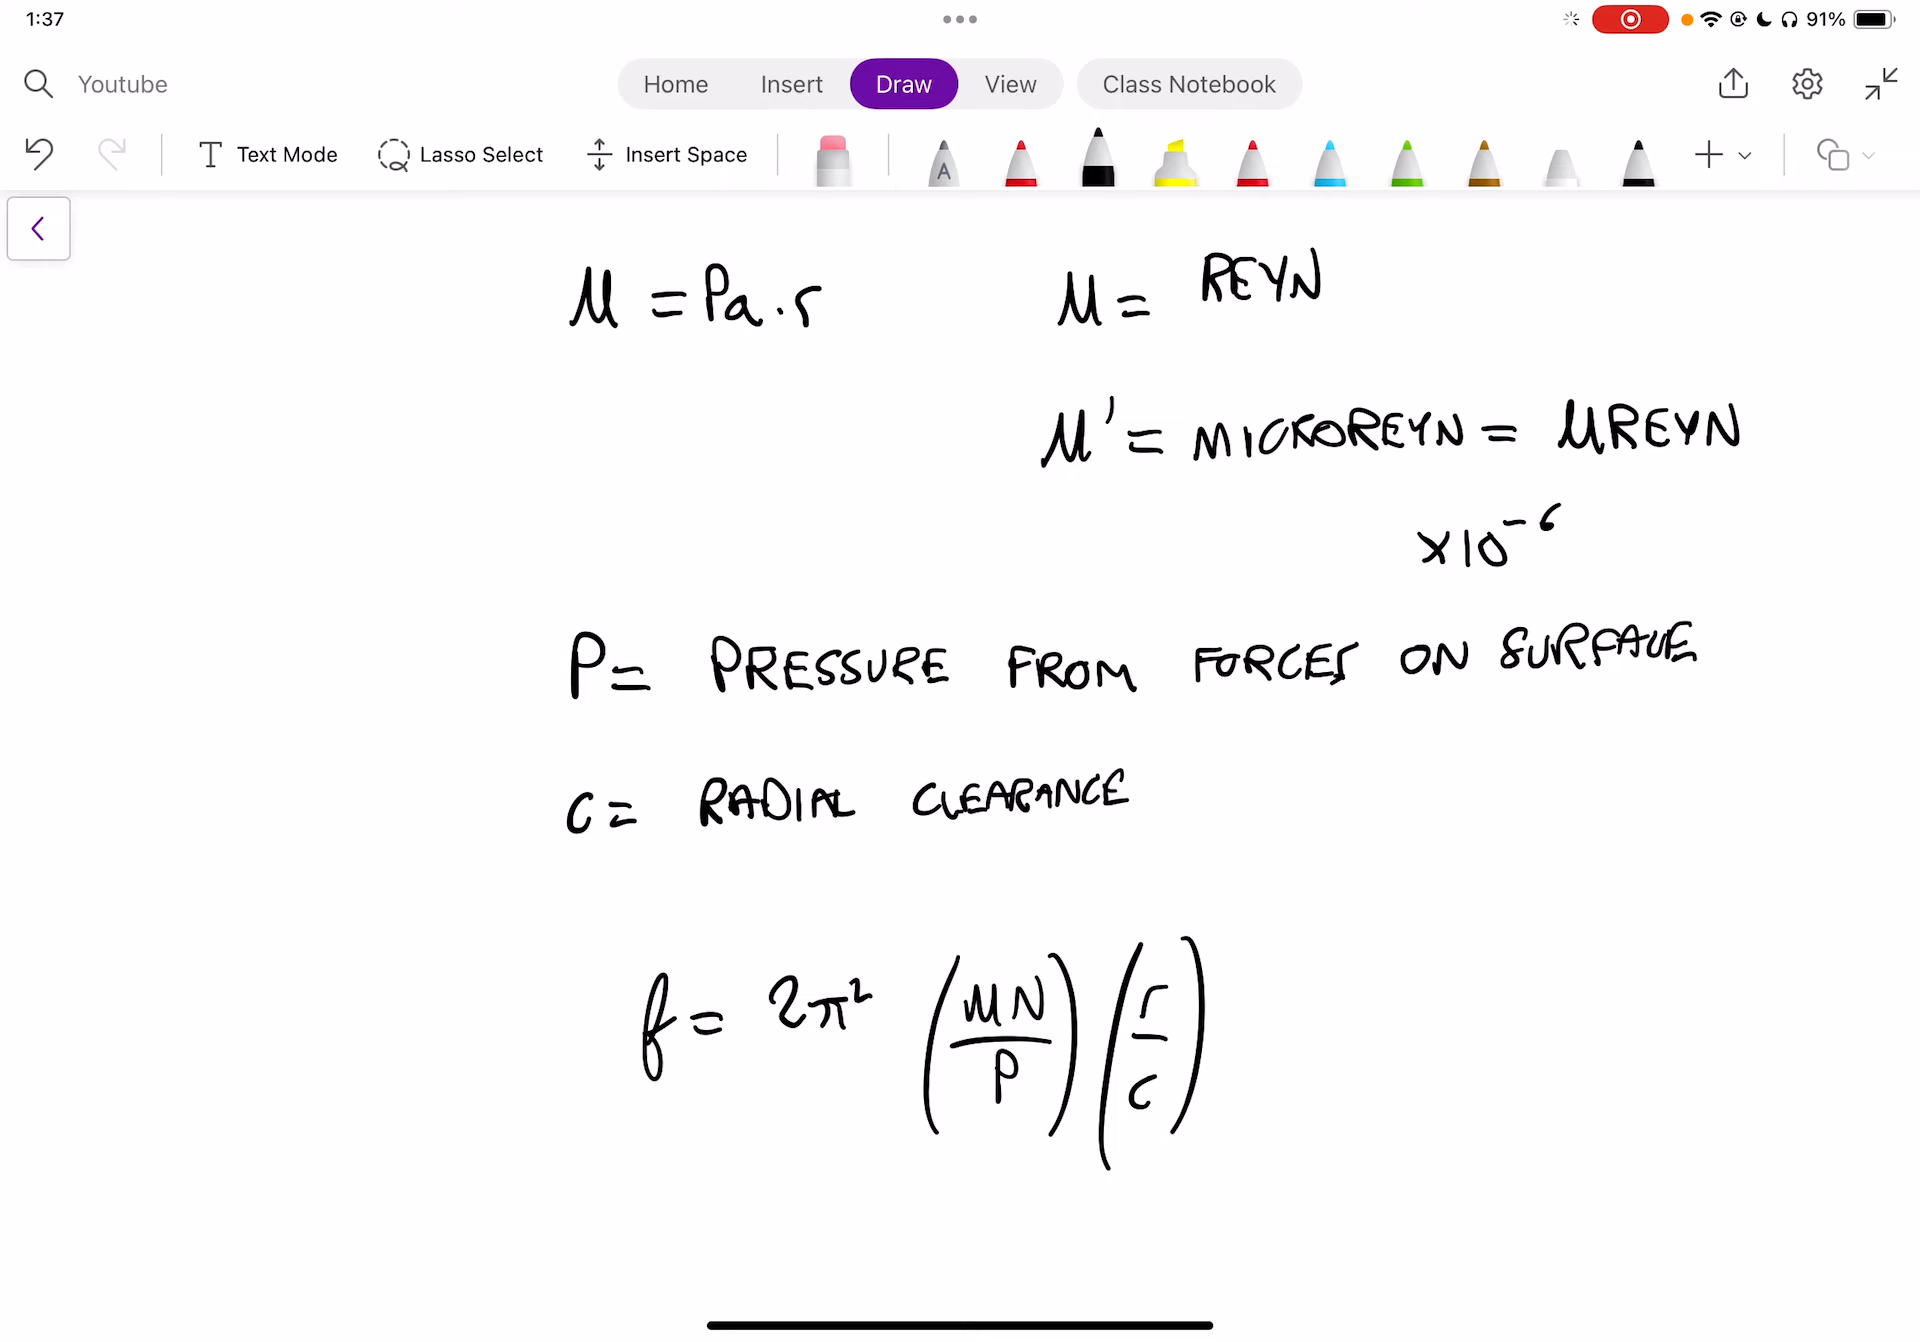 1:37
91%
Youtube
Home Insert Draw View Class Notebook
T Text Mode Lasso Select Insert Space A
μ = Pa.s μ = REYN
μ' = MICROREYN = μREYN
x10⁻⁶
P = PRESSURE FROM FORCES ON SURFACE
C = RADIAL CLEARANCE
f = 2π² (μN/P) (r/c)